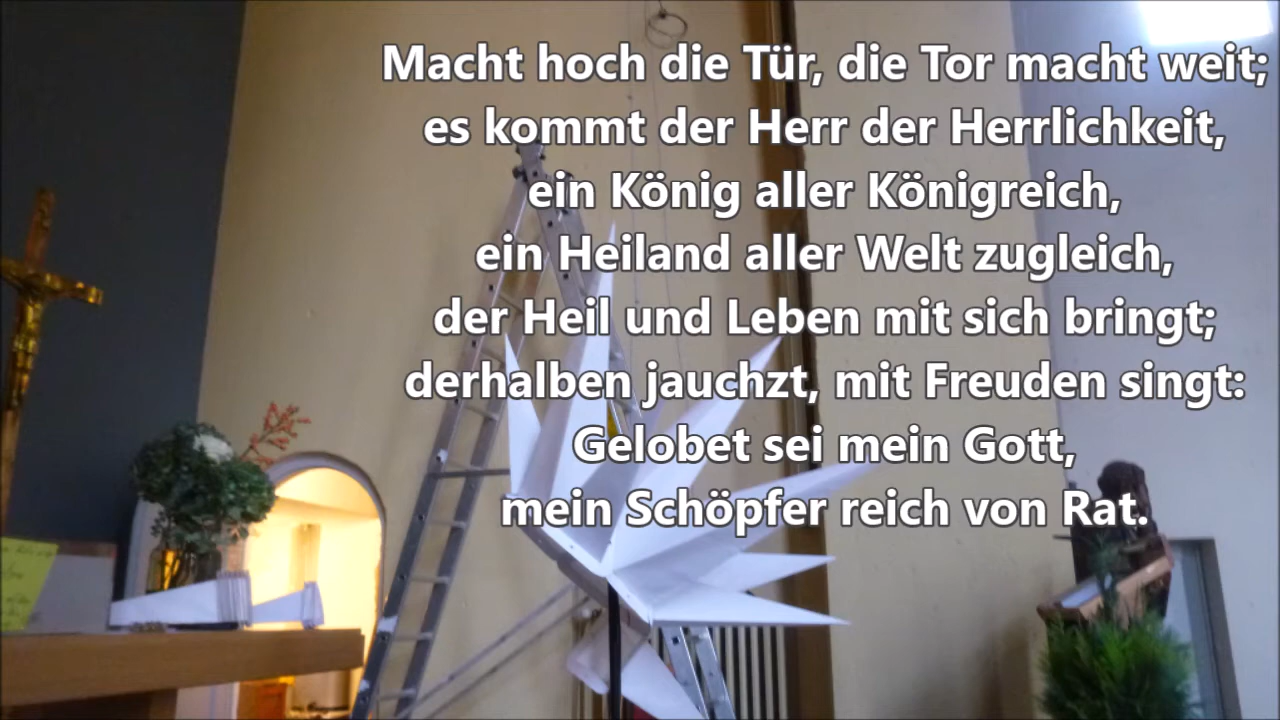 Macht hoch die Tür, die Tor macht weit;
es kommt der Herr der Herrlichkeit,
ein König aller Königreich,
ein Heiland aller Welt zugleich,
der Heil und Leben mit sich bringt;
derhalben jauchzt, mit Freuden singt:
Gelobet sei mein Gott,
mein Schöpfer reich von Rat.